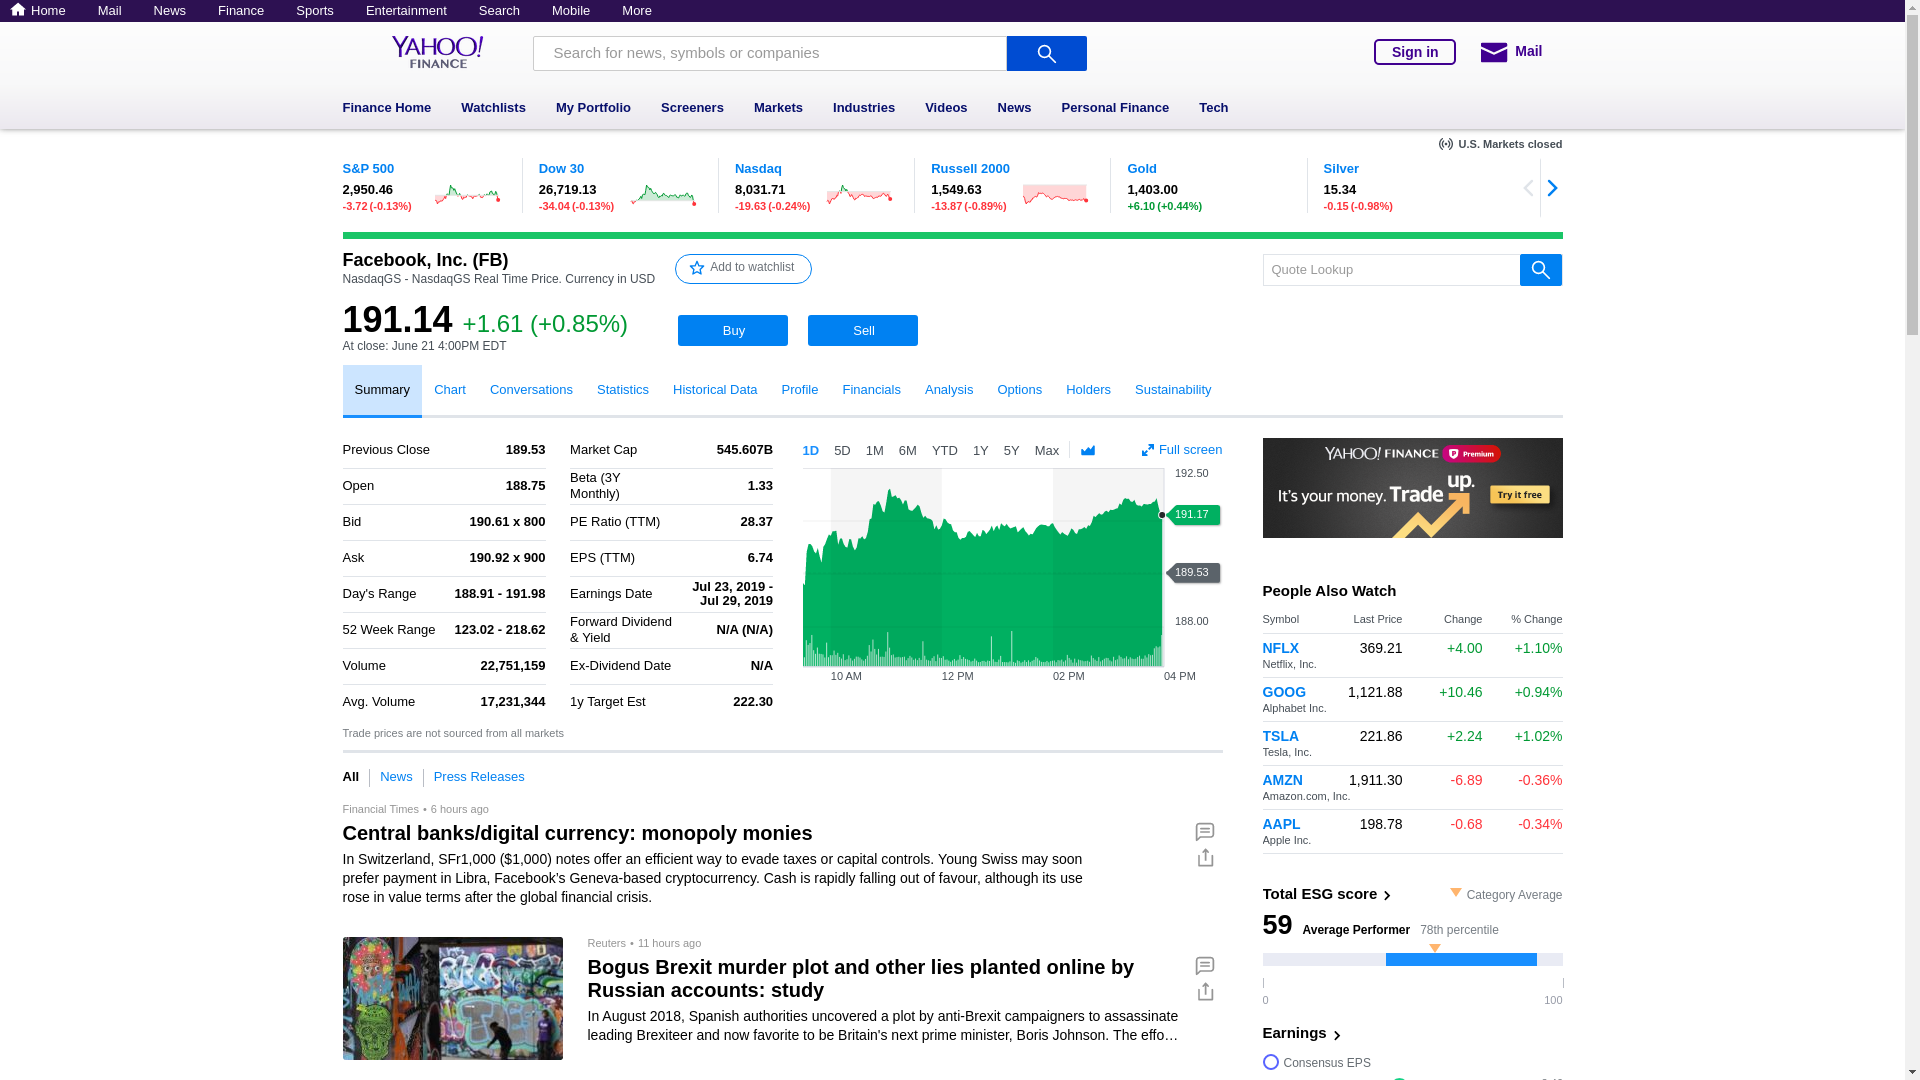 Home Mail News Finance Sports Entertainment Search Mobile More
YAHOO! FINANCE
Search for news, symbols or companies
Sign in
Mail
Finance Home Watchlists My Portfolio Screeners Markets Industries Videos News Personal Finance Tech
U.S. Markets closed
S&P 500
2,950.46
-3.72 (-0.13%)
Dow 30
26,719.13
-34.04 (-0.13%)
Nasdaq
8,031.71
-19.63 (-0.24%)
Russell 2000
1,549.63
-13.87 (-0.89%)
Gold
1,403.00
+6.10 (+0.44%)
Silver
15.34
-0.15 (-0.98%)
Facebook, Inc. (FB)
NasdaqGS - NasdaqGS Real Time Price. Currency in USD
Add to watchlist
Quote Lookup
191.14 +1.61 (+0.85%)
At close: June 21 4:00PM EDT
Buy
Sell
Summary Chart Conversations Statistics Historical Data Profile Financials Analysis Options Holders Sustainability
Previous Close 189.53
Open 188.75
Bid 190.61 x 800
Ask 190.92 x 900
Day's Range 188.91 - 191.98
52 Week Range 123.02 - 218.62
Volume 22,751,159
Avg. Volume 17,231,344
Market Cap 545.607B
Beta (3Y
Monthly) 1.33
PE Ratio (TTM) 28.37
EPS (TTM) 6.74
Earnings Date Jul 23, 2019 -
Jul 29, 2019
Forward Dividend
& Yield N/A (N/A)
Ex-Dividend Date N/A
1y Target Est 222.30
Trade prices are not sourced from all markets
1D 5D 1M 6M YTD 1Y 5Y Max
Full screen
192.50
191.17
189.53
188.00
10 AM 12 PM 02 PM 04 PM
YAHOO! FINANCE Premium
It's your money. Trade up.
Try it free
People Also Watch
Symbol Last Price Change % Change
NFLX 369.21 +4.00 +1.10%
Netflix, Inc.
GOOG 1,121.88 +10.46 +0.94%
Alphabet Inc.
TSLA 221.86 +2.24 +1.02%
Tesla, Inc.
AMZN 1,911.30 -6.89 -0.36%
Amazon.com, Inc.
AAPL 198.78 -0.68 -0.34%
Apple Inc.
Total ESG score
Category Average
59 Average Performer 78th percentile
0 100
Earnings
Consensus EPS
All News Press Releases
Financial Times • 6 hours ago
Central banks/digital currency: monopoly monies
In Switzerland, SFr1,000 ($1,000) notes offer an efficient way to evade taxes or capital controls. Young Swiss may soon
prefer payment in Libra, Facebook's Geneva-based cryptocurrency. Cash is rapidly falling out of favour, although its use
rose in value terms after the global financial crisis.
Reuters • 11 hours ago
Bogus Brexit murder plot and other lies planted online by
Russian accounts: study
In August 2018, Spanish authorities uncovered a plot by anti-Brexit campaigners to assassinate
leading Brexiteer and now favorite to be Britain's next prime minister, Boris Johnson. The effo…